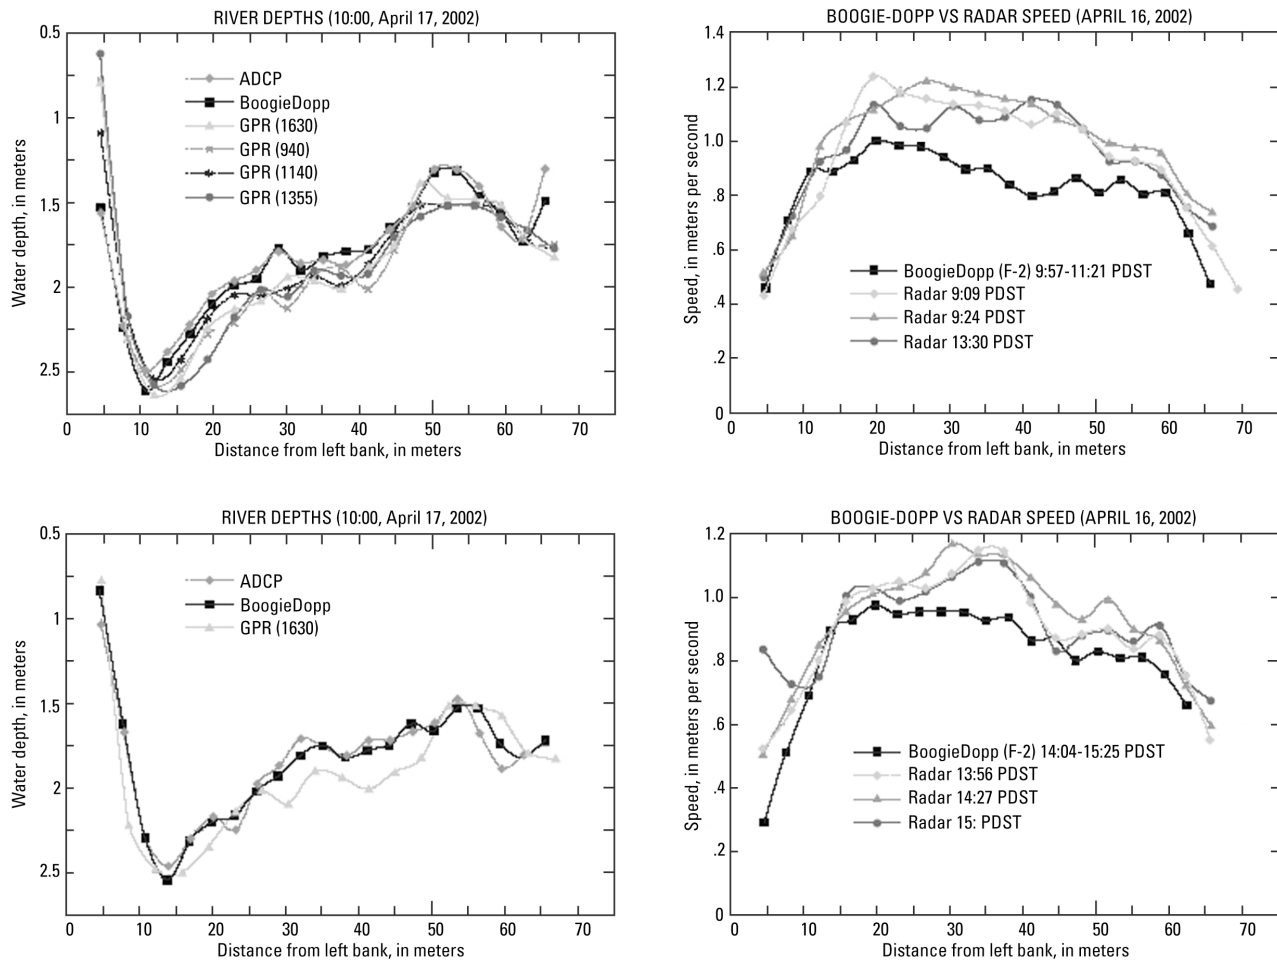 RIVER DEPTHS (10:00, April 17, 2002)
0.5
1
1.5
2
2.5
Water depth, in meters
ADCP
BoogieDopp
GPR (1630)
GPR (940)
GPR (1140)
GPR (1355)
0 10 20 30 40 50 60 70
Distance from left bank, in meters
BOOGIE-DOPP VS RADAR SPEED (APRIL 16, 2002)
1.4
1.2
1.0
.8
.6
.4
.2
0
Speed, in meters per second
BoogieDopp (F-2) 9:57-11:21 PDST
Radar 9:09 PDST
Radar 9:24 PDST
Radar 13:30 PDST
0 10 20 30 40 50 60 70
Distance from left bank, in meters
RIVER DEPTHS (10:00, April 17, 2002)
0.5
1
1.5
2
2.5
Water depth, in meters
ADCP
BoogieDopp
GPR (1630)
0 10 20 30 40 50 60 70
Distance from left bank, in meters
BOOGIE-DOPP VS RADAR SPEED (APRIL 16, 2002)
1.2
1.0
.8
.6
.4
.2
0
Speed, in meters per second
BoogieDopp (F-2) 14:04-15:25 PDST
Radar 13:56 PDST
Radar 14:27 PDST
Radar 15: PDST
0 10 20 30 40 50 60 70
Distance from left bank, in meters